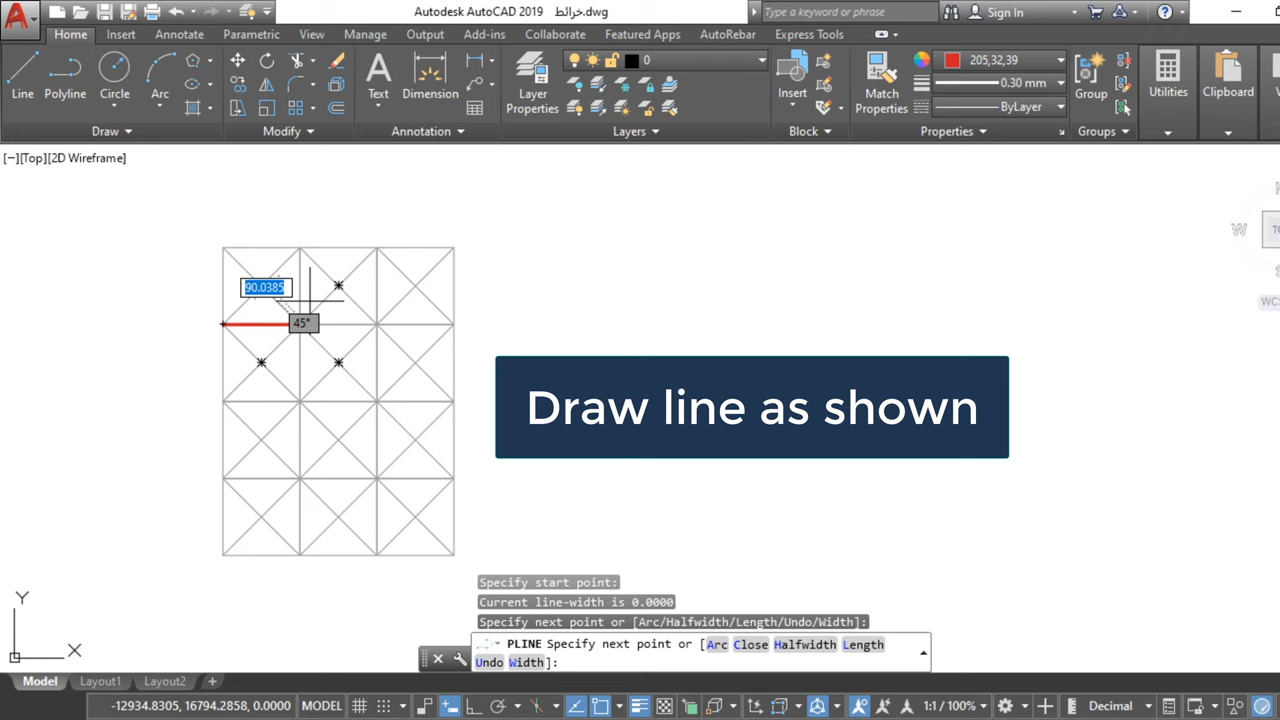 Autodesk AutoCAD 2019 خرائط.dwg
Type a keyword or phrase
Sign In
Home Insert Annotate Parametric View Manage Output Add-ins Collaborate Featured Apps AutoRebar Express Tools
Line Polyline Circle Arc
Text Dimension
Layer Properties
0
Insert
Match Properties
205,32,39
0.30 mm
ByLayer
Group
Utilities
Clipboard
Draw Modify Annotation Layers Block Properties Groups
[−][Top][2D Wireframe]
W
90.0385
45°
Draw line as shown
Specify start point:
Current line-width is 0.0000
Specify next point or [Arc/Halfwidth/Length/Undo/Width]:
PLINE Specify next point or [Arc Close Halfwidth Length
Undo Width]:
Y
X
Model Layout1 Layout2 +
-12934.8305, 16794.2858, 0.0000 MODEL 1:1 / 100% Decimal